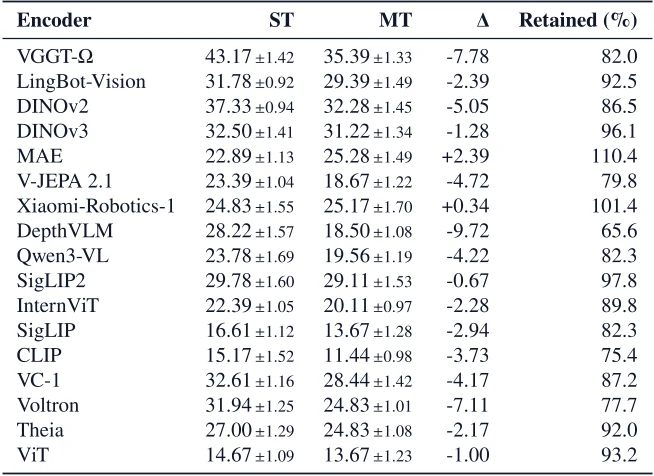 Encoder ST MT Δ Retained (%)
VGGT-Ω 43.17 ±1.42 35.39 ±1.33 -7.78 82.0
LingBot-Vision 31.78 ±0.92 29.39 ±1.49 -2.39 92.5
DINOv2 37.33 ±0.94 32.28 ±1.45 -5.05 86.5
DINOv3 32.50 ±1.41 31.22 ±1.34 -1.28 96.1
MAE 22.89 ±1.13 25.28 ±1.49 +2.39 110.4
V-JEPA 2.1 23.39 ±1.04 18.67 ±1.22 -4.72 79.8
Xiaomi-Robotics-1 24.83 ±1.55 25.17 ±1.70 +0.34 101.4
DepthVLM 28.22 ±1.57 18.50 ±1.08 -9.72 65.6
Qwen3-VL 23.78 ±1.69 19.56 ±1.19 -4.22 82.3
SigLIP2 29.78 ±1.60 29.11 ±1.53 -0.67 97.8
InternViT 22.39 ±1.05 20.11 ±0.97 -2.28 89.8
SigLIP 16.61 ±1.12 13.67 ±1.28 -2.94 82.3
CLIP 15.17 ±1.52 11.44 ±0.98 -3.73 75.4
VC-1 32.61 ±1.16 28.44 ±1.42 -4.17 87.2
Voltron 31.94 ±1.25 24.83 ±1.01 -7.11 77.7
Theia 27.00 ±1.29 24.83 ±1.08 -2.17 92.0
ViT 14.67 ±1.09 13.67 ±1.23 -1.00 93.2